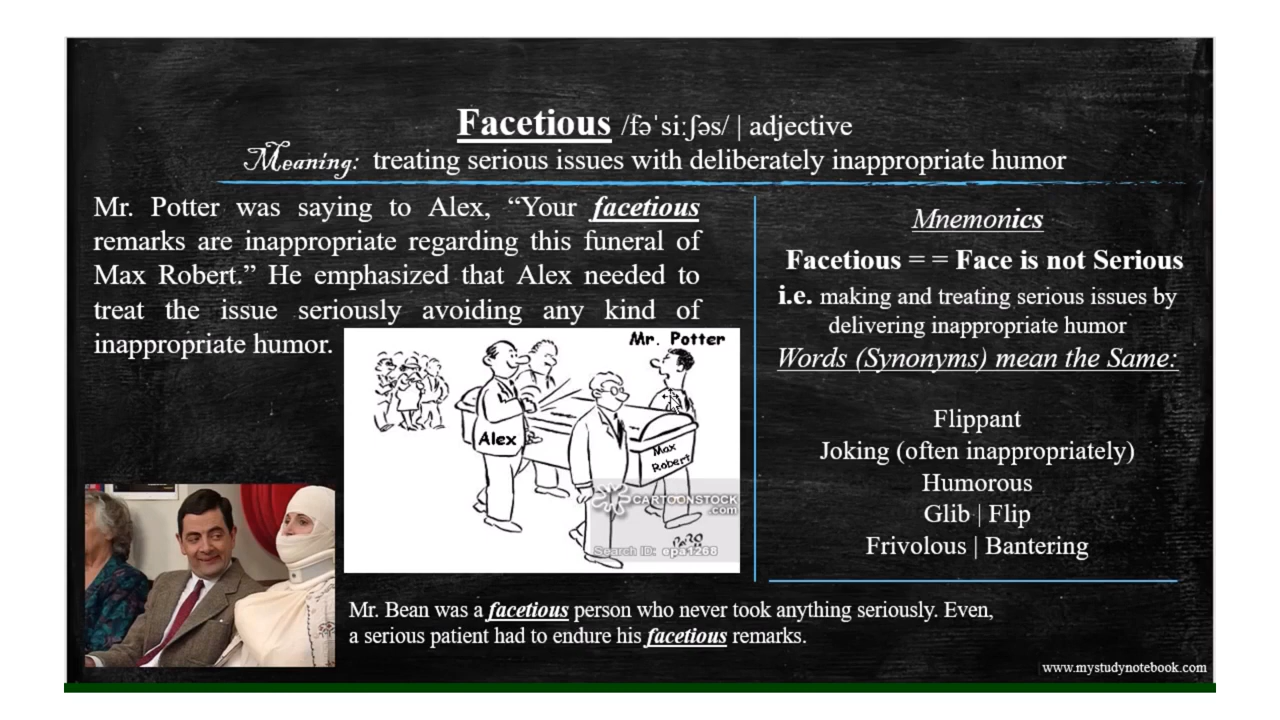 Facetious /fəˈsiːʃəs/ | adjective
Meaning: treating serious issues with deliberately inappropriate humor
Mr. Potter was saying to Alex, “Your facetious
remarks are inappropriate regarding this funeral of
Max Robert.” He emphasized that Alex needed to
treat the issue seriously avoiding any kind of
inappropriate humor.
Mr. Potter
Alex
Max
Robert
CARTOONSTOCK
.com
Search ID: epa1268
Mnemonics
Facetious = = Face is not Serious
i.e. making and treating serious issues by
delivering inappropriate humor
Words (Synonyms) mean the Same:
Flippant
Joking (often inappropriately)
Humorous
Glib | Flip
Frivolous | Bantering
Mr. Bean was a facetious person who never took anything seriously. Even,
a serious patient had to endure his facetious remarks.
www.mystudynotebook.com